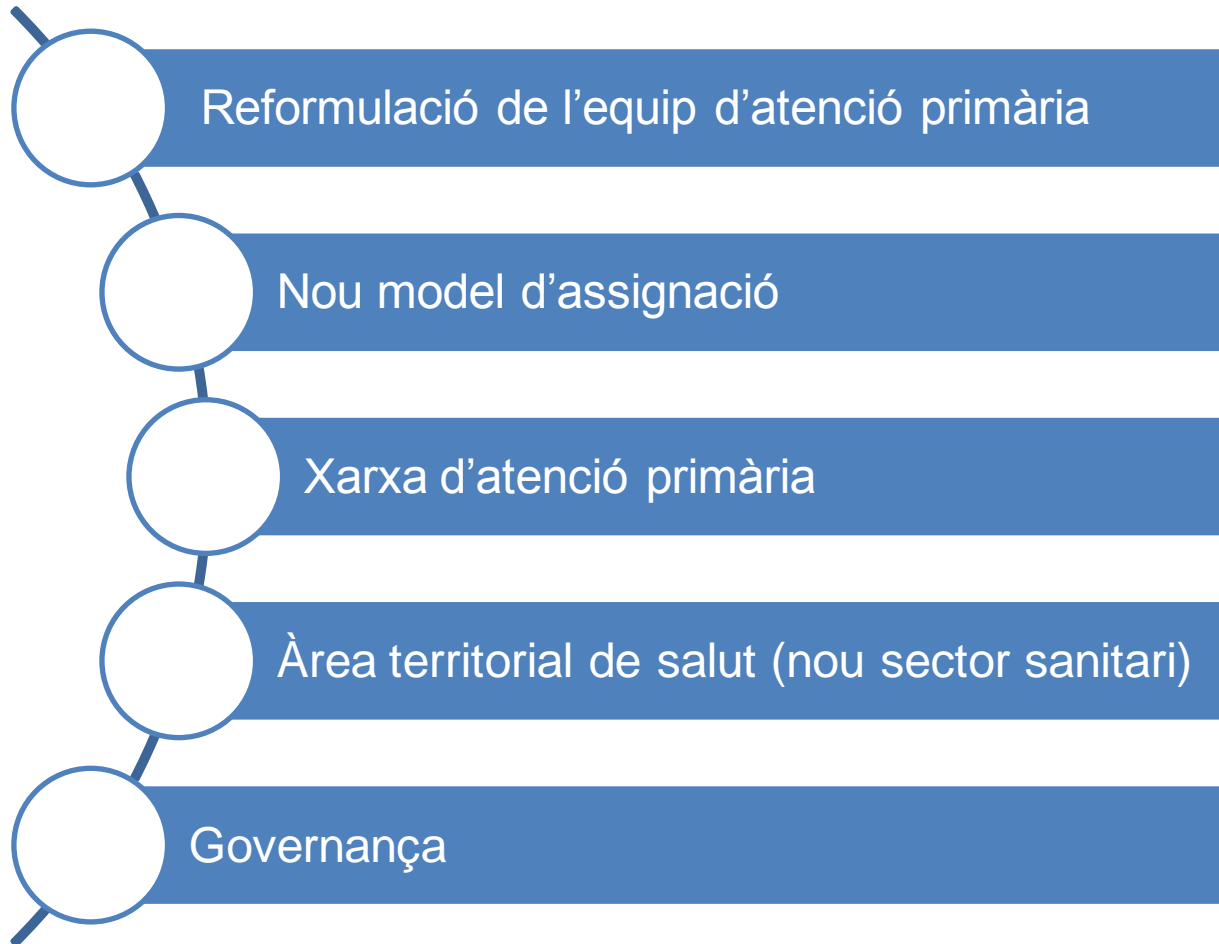 Reformulació de l’equip d’atenció primària
Nou model d’assignació
Xarxa d’atenció primària
Àrea territorial de salut (nou sector sanitari)
Governança